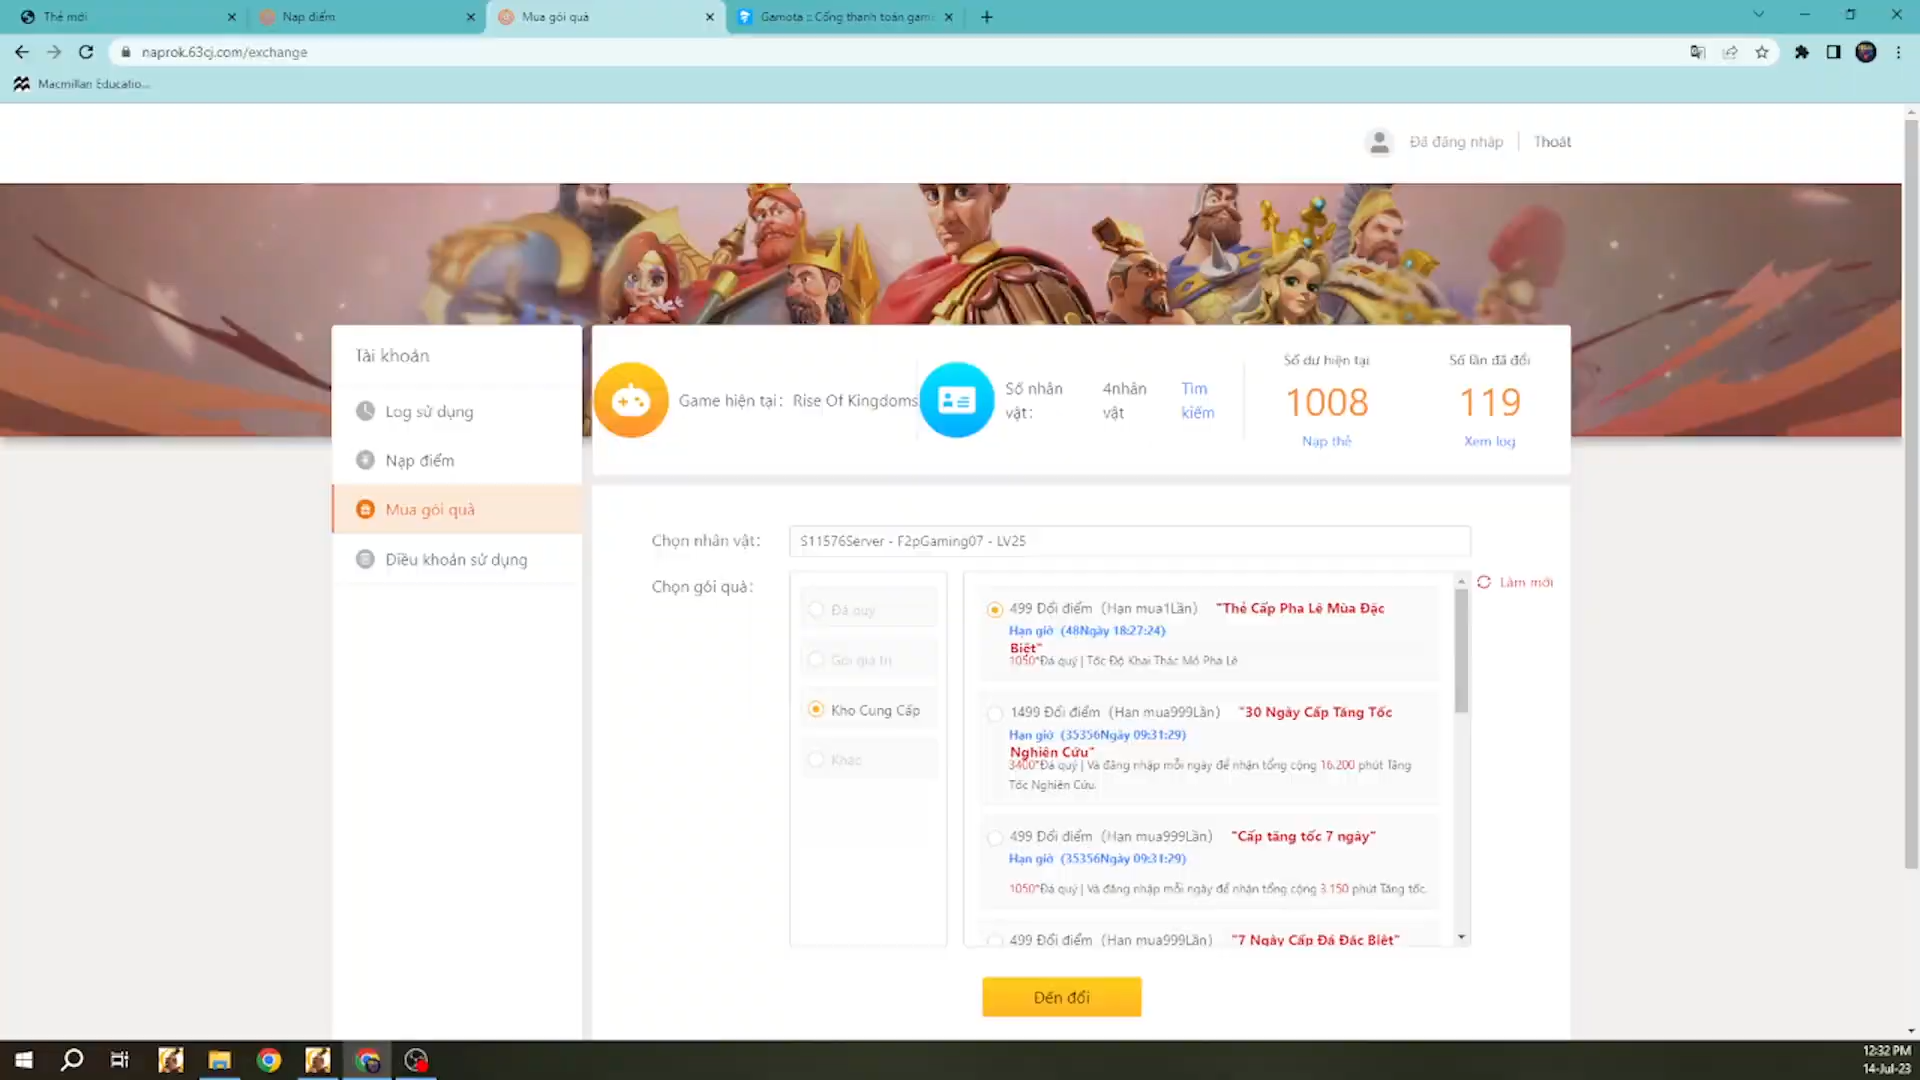 Thẻ mới
Nạp điểm
Mua gói quà
Gamota :: Cổng thanh toán gam
naprok.63cj.com/exchange
Macmillan Educatio...
Đã đăng nhập
Thoát
Tài khoản
Log sử dụng
Nạp điểm
Mua gói quà
Điều khoản sử dụng
Game hiện tại: Rise Of Kingdoms
Số nhân vật:
4nhân vật
Tìm kiếm
Số dư hiện tại
1008
Nạp thẻ
Số lần đã đổi
119
Xem log
Chọn nhân vật:
S11576Server - F2pGaming07 - LV25
Chọn gói quà:
Đá quý
Gói giá trị
Kho Cung Cấp
Khác
Làm mới
499 Đổi điểm (Hạn mua1Lần) "Thẻ Cấp Pha Lê Mùa Đặc
Hạn giờ (48Ngày 18:27:24)
Biệt"
1050*Đá quý | Tốc Độ Khai Thác Mỏ Pha Lê
1499 Đổi điểm (Hạn mua999Lần) "30 Ngày Cấp Tăng Tốc
Hạn giờ (35356Ngày 09:31:29)
Nghiên Cứu"
3400*Đá quý | Và đăng nhập mỗi ngày để nhận tổng cộng 16.200 phút Tăng
Tốc Nghiên Cứu.
499 Đổi điểm (Hạn mua999Lần) "Cấp tăng tốc 7 ngày"
Hạn giờ (35356Ngày 09:31:29)
1050*Đá quý | Và đăng nhập mỗi ngày để nhận tổng cộng 3.150 phút Tăng tốc.
499 Đổi điểm (Hạn mua999Lần) "7 Ngày Cấp Đá Đặc Biệt"
Đến đổi
12:32 PM
14-Jul-23